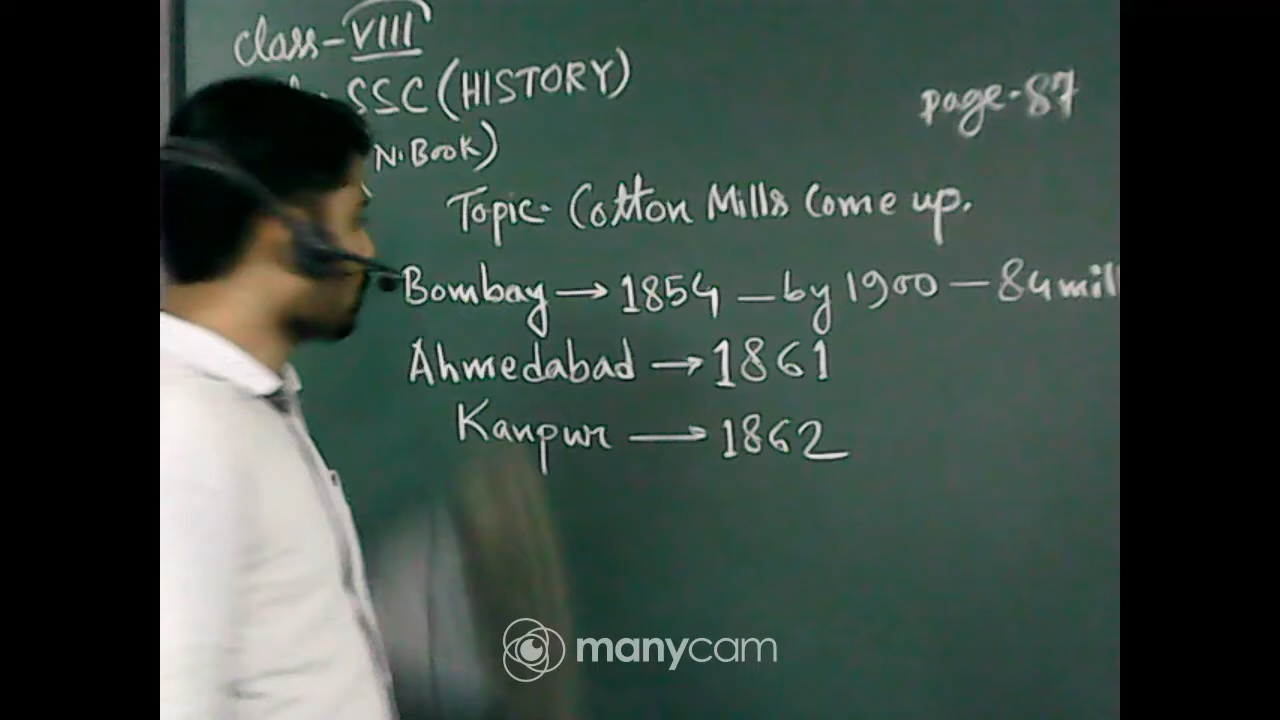 Class - VIII
SSC (HISTORY)
page - 87
N. Book)
Topic - Cotton Mills Come up.
Bombay → 1854 - by 1900 - 84 mill
Ahmedabad → 1861
Kanpur → 1862
manycam